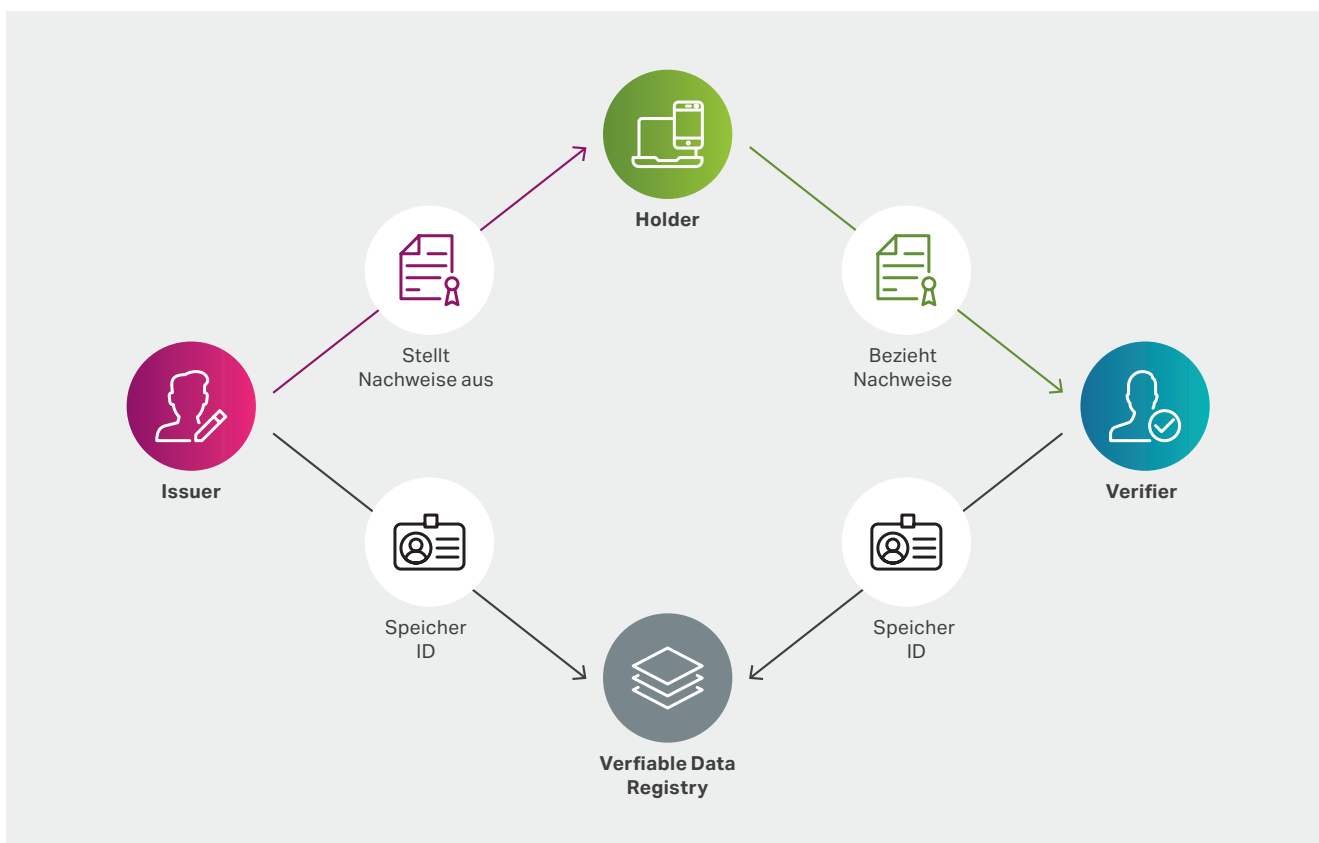 Holder
Stellt
Nachweise aus
Bezieht
Nachweise
Issuer
Verifier
Speicher
ID
Speicher
ID
Verfiable Data
Registry